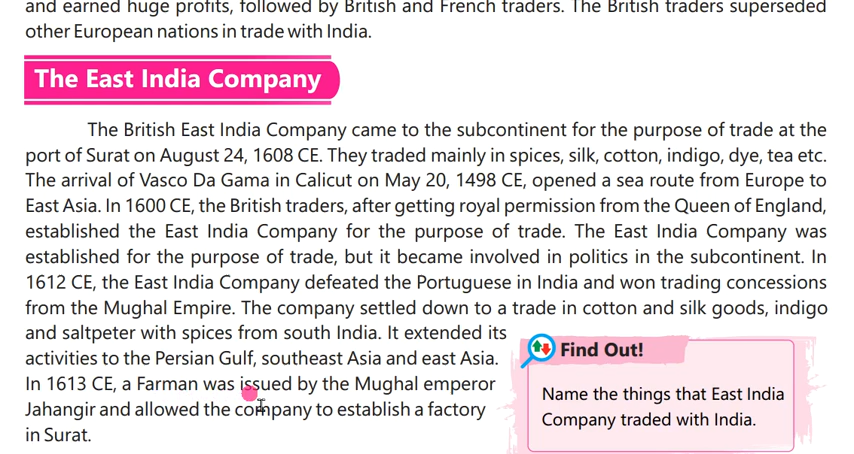 and earned huge profits, followed by British and French traders. The British traders superseded
other European nations in trade with India.
The East India Company
The British East India Company came to the subcontinent for the purpose of trade at the
port of Surat on August 24, 1608 CE. They traded mainly in spices, silk, cotton, indigo, dye, tea etc.
The arrival of Vasco Da Gama in Calicut on May 20, 1498 CE, opened a sea route from Europe to
East Asia. In 1600 CE, the British traders, after getting royal permission from the Queen of England,
established the East India Company for the purpose of trade. The East India Company was
established for the purpose of trade, but it became involved in politics in the subcontinent. In
1612 CE, the East India Company defeated the Portuguese in India and won trading concessions
from the Mughal Empire. The company settled down to a trade in cotton and silk goods, indigo
and saltpeter with spices from south India. It extended its
activities to the Persian Gulf, southeast Asia and east Asia.
In 1613 CE, a Farman was issued by the Mughal emperor
Jahangir and allowed the company to establish a factory
in Surat.
Find Out!
Name the things that East India
Company traded with India.